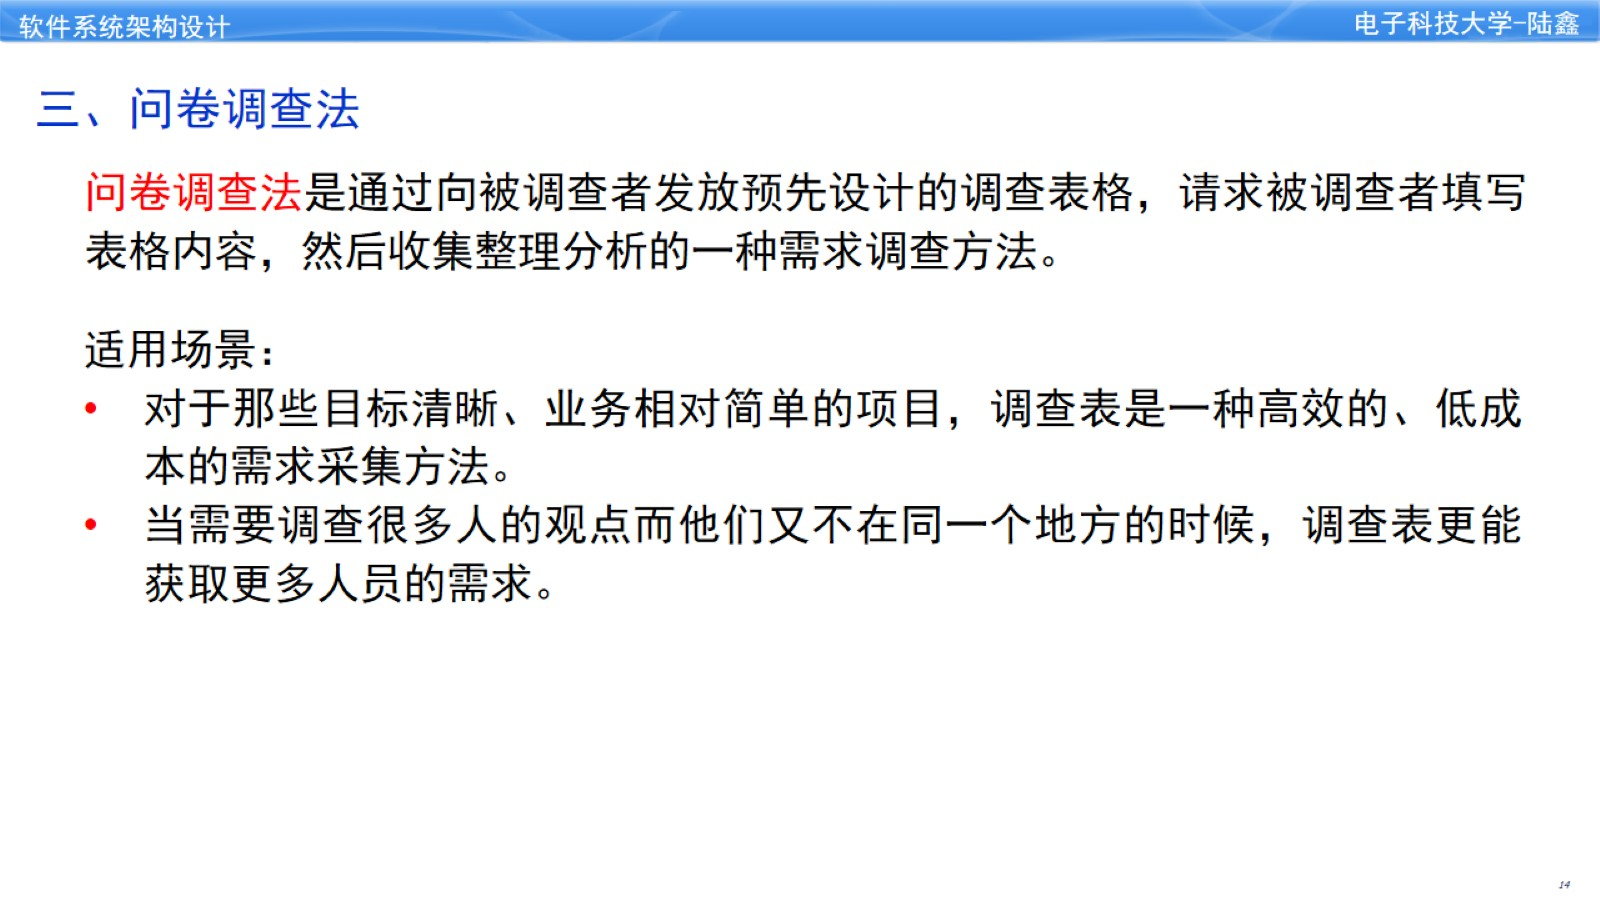 软件系统架构设计
电子科技大学-陆鑫
三、问卷调查法
问卷调查法是通过向被调查者发放预先设计的调查表格，请求被调查者填写
表格内容，然后收集整理分析的一种需求调查方法。
适用场景：
• 对于那些目标清晰、业务相对简单的项目，调查表是一种高效的、低成
本的需求采集方法。
• 当需要调查很多人的观点而他们又不在同一个地方的时候，调查表更能
获取更多人员的需求。
14